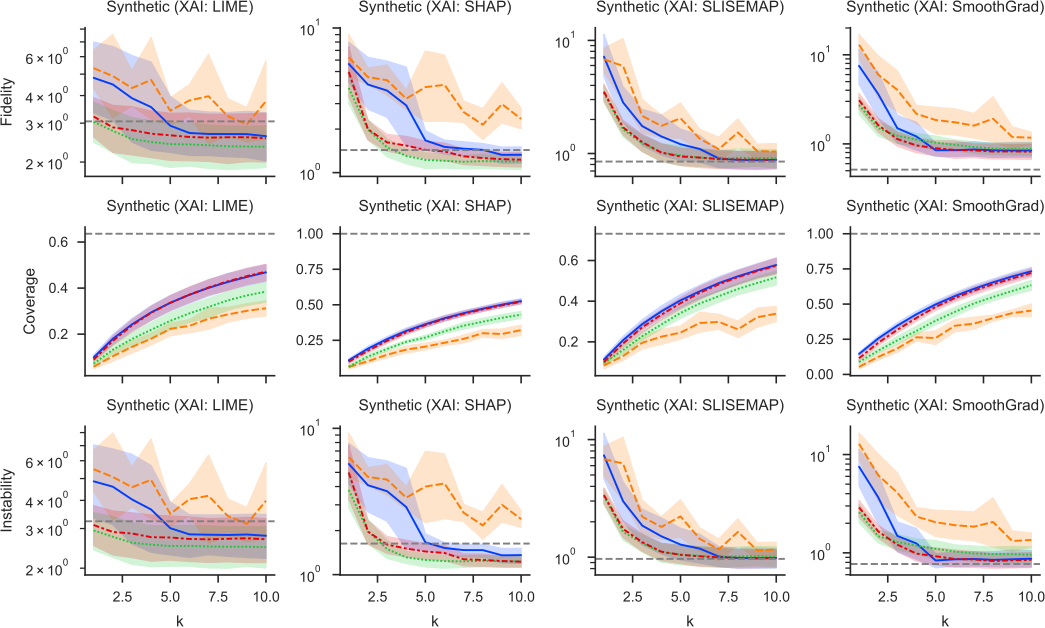 Synthetic (XAI: LIME) Synthetic (XAI: SHAP) Synthetic (XAI: SLISEMAP) Synthetic (XAI: SmoothGrad)
Fidelity
6 × 10⁰
4 × 10⁰
3 × 10⁰
2 × 10⁰
10¹
10⁰
10¹
10⁰
10¹
10⁰
Synthetic (XAI: LIME) Synthetic (XAI: SHAP) Synthetic (XAI: SLISEMAP) Synthetic (XAI: SmoothGrad)
Coverage
0.6
0.4
0.2
1.00
0.75
0.50
0.25
0.6
0.4
0.2
1.00
0.75
0.50
0.25
0.00
Synthetic (XAI: LIME) Synthetic (XAI: SHAP) Synthetic (XAI: SLISEMAP) Synthetic (XAI: SmoothGrad)
Instability
6 × 10⁰
4 × 10⁰
3 × 10⁰
2 × 10⁰
10¹
10⁰
10¹
10⁰
10¹
10⁰
2.5 5.0 7.5 10.0 2.5 5.0 7.5 10.0 2.5 5.0 7.5 10.0 2.5 5.0 7.5 10.0
k k k k